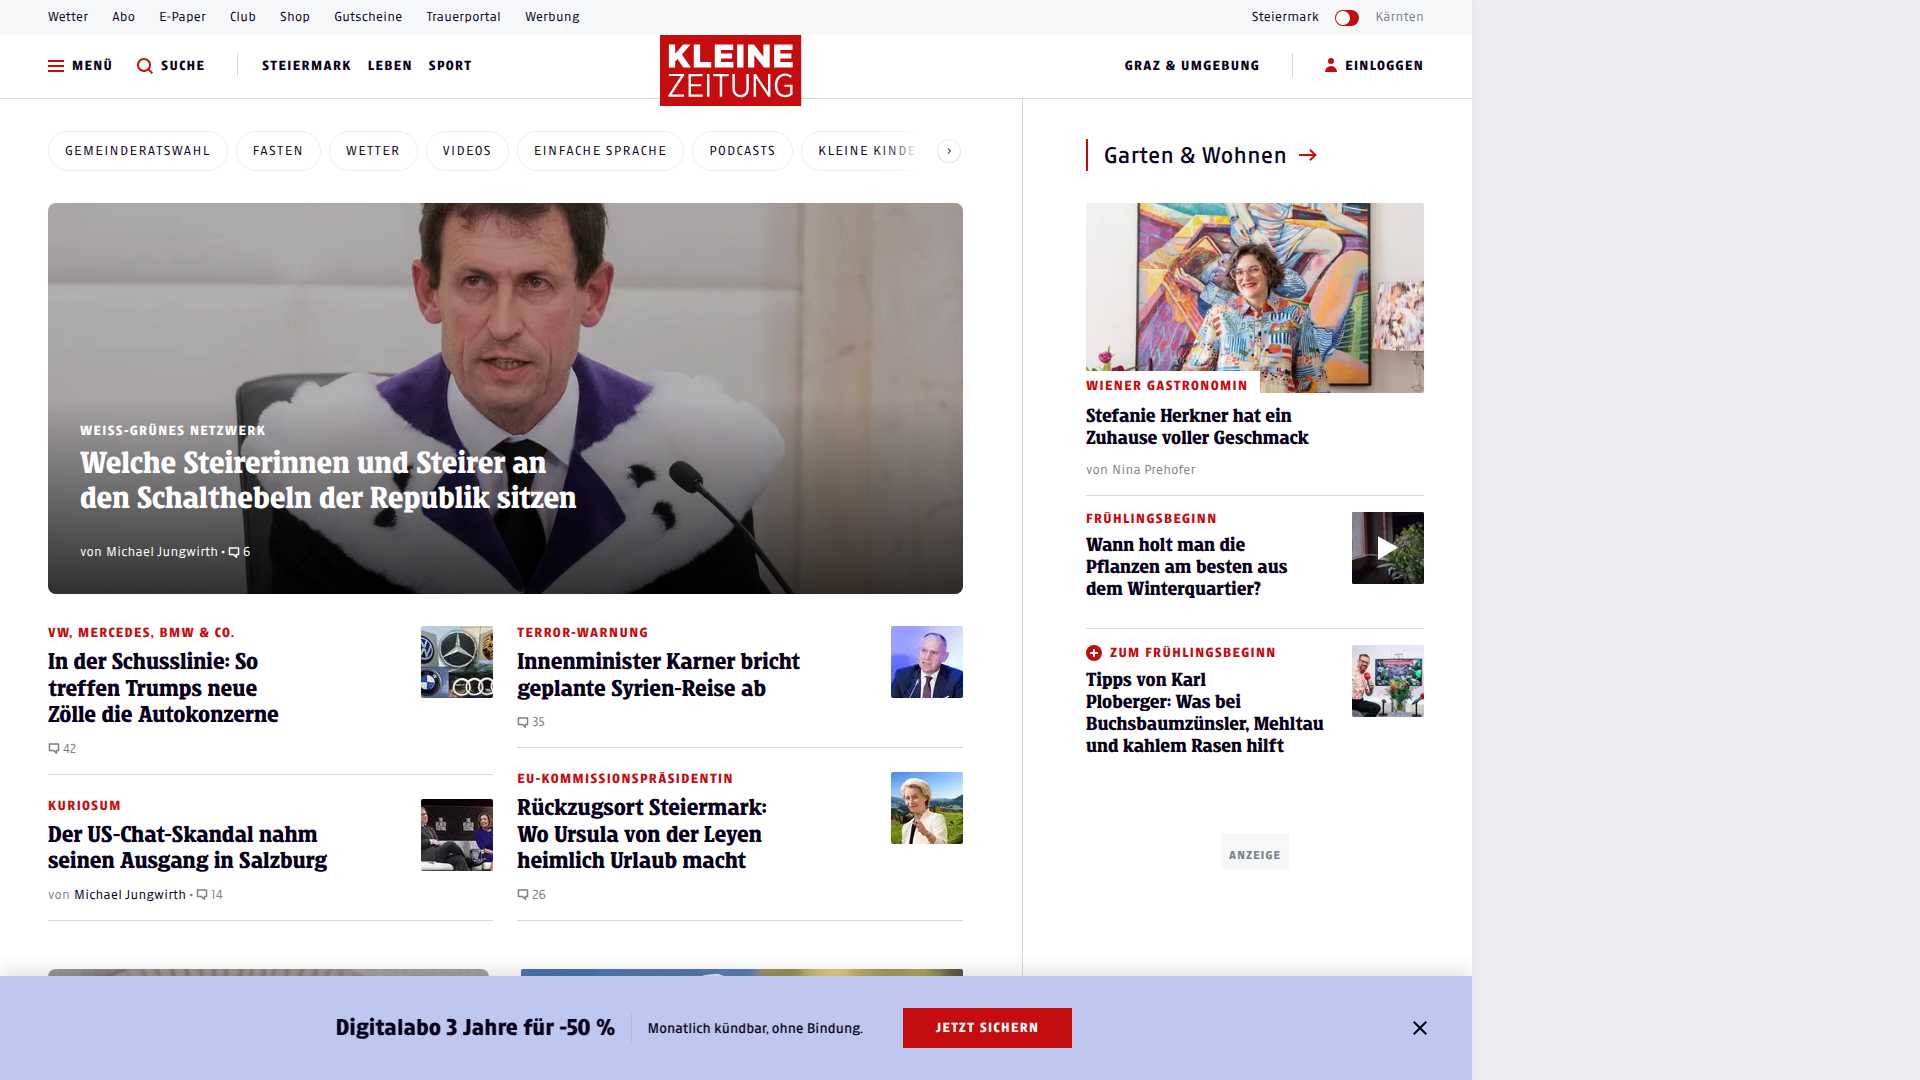 Wetter Abo E-Paper Club Shop Gutscheine Trauerportal Werbung Steiermark Kärnten
MENÜ SUCHE STEIERMARK LEBEN SPORT KLEINE ZEITUNG GRAZ & UMGEBUNG EINLOGGEN
GEMEINDERATSWAHL FASTEN WETTER VIDEOS EINFACHE SPRACHE PODCASTS KLEINE KINDE
WEISS-GRÜNES NETZWERK
Welche Steirerinnen und Steirer an
den Schalthebeln der Republik sitzen
von Michael Jungwirth • 6
VW, MERCEDES, BMW & CO.
In der Schusslinie: So
treffen Trumps neue
Zölle die Autokonzerne
42
KURIOSUM
Der US-Chat-Skandal nahm
seinen Ausgang in Salzburg
von Michael Jungwirth • 14
TERROR-WARNUNG
Innenminister Karner bricht
geplante Syrien-Reise ab
35
EU-KOMMISSIONSPRÄSIDENTIN
Rückzugsort Steiermark:
Wo Ursula von der Leyen
heimlich Urlaub macht
26
Garten & Wohnen
WIENER GASTRONOMIN
Stefanie Herkner hat ein
Zuhause voller Geschmack
von Nina Prehofer
FRÜHLINGSBEGINN
Wann holt man die
Pflanzen am besten aus
dem Winterquartier?
ZUM FRÜHLINGSBEGINN
Tipps von Karl
Ploberger: Was bei
Buchsbaumzünsler, Mehltau
und kahlem Rasen hilft
ANZEIGE
Digitalabo 3 Jahre für -50 % Monatlich kündbar, ohne Bindung. JETZT SICHERN